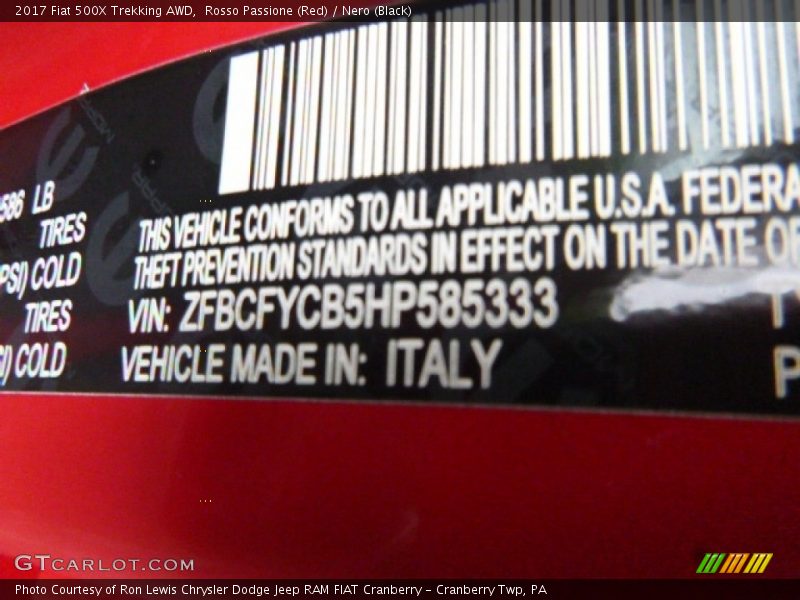 2017 Fiat 500X Trekking AWD, Rosso Passione (Red) / Nero (Black)
586 LB
TIRES
PSI) COLD
TIRES
COLD
THIS VEHICLE CONFORMS TO ALL APPLICABLE U.S.A. FEDERA
THEFT PREVENTION STANDARDS IN EFFECT ON THE DATE OF
VIN: ZFBCFYCB5HP585333
VEHICLE MADE IN: ITALY
GTCARLOT.COM
Photo Courtesy of Ron Lewis Chrysler Dodge Jeep RAM FIAT Cranberry – Cranberry Twp, PA